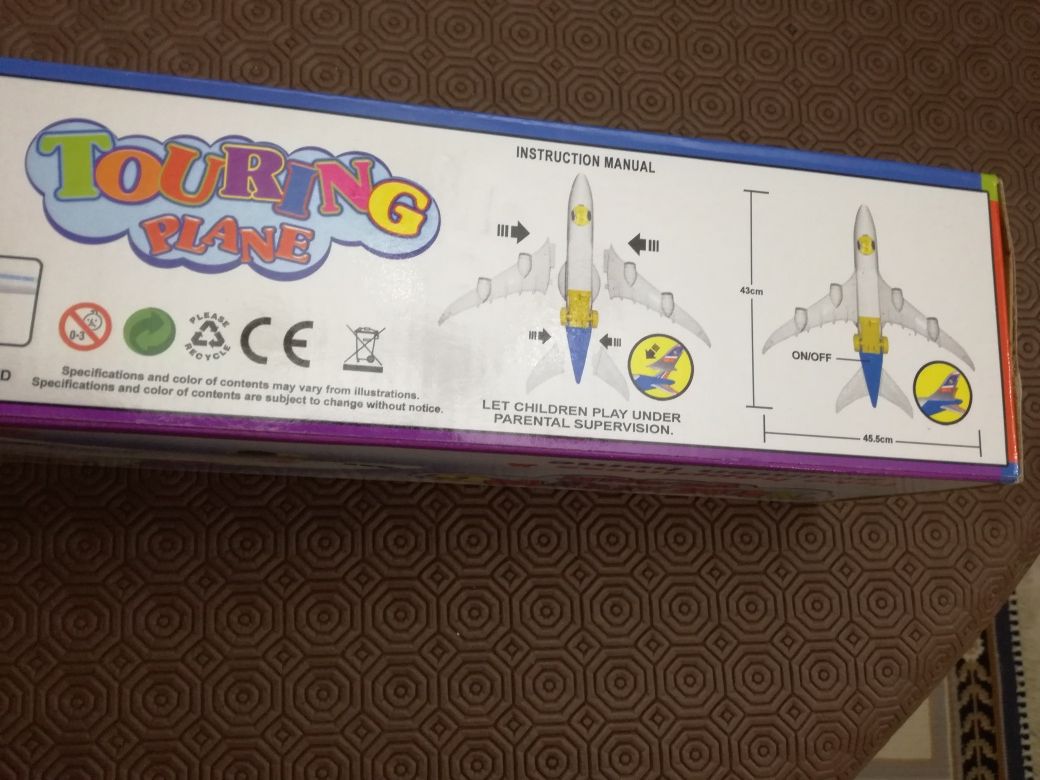 TOURING
PLANE
0-3
PLEASE
RECYCLE
CE
D
Specifications and color of contents may vary from illustrations.
Specifications and color of contents are subject to change without notice.
INSTRUCTION MANUAL
LET CHILDREN PLAY UNDER
PARENTAL SUPERVISION.
43cm
ON/OFF
45.5cm